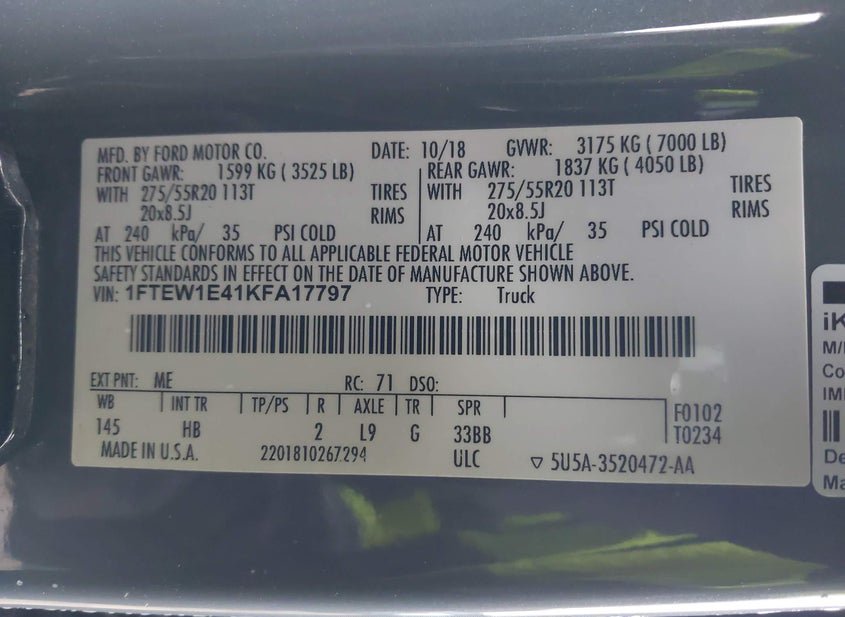 MFD. BY FORD MOTOR CO. DATE: 10/18 GVWR: 3175 KG ( 7000 LB)
FRONT GAWR: 1599 KG ( 3525 LB) REAR GAWR: 1837 KG ( 4050 LB)
WITH 275/55R20 113T TIRES WITH 275/55R20 113T TIRES
20x8.5J RIMS 20x8.5J RIMS
AT 240 kPa/ 35 PSI COLD AT 240 kPa/ 35 PSI COLD
THIS VEHICLE CONFORMS TO ALL APPLICABLE FEDERAL MOTOR VEHICLE
SAFETY STANDARDS IN EFFECT ON THE DATE OF MANUFACTURE SHOWN ABOVE.
VIN: 1FTEW1E41KFA17797 TYPE: Truck
EXT PNT: ME RC: 71 DSO:
WB INT TR TP/PS R AXLE TR SPR F0102
145 HB 2 L9 G 33BB T0234
MADE IN U.S.A. 2201810267294 ULC ▽ 5U5A-3520472-AA
iK
M/
Co
IM
De
Ma